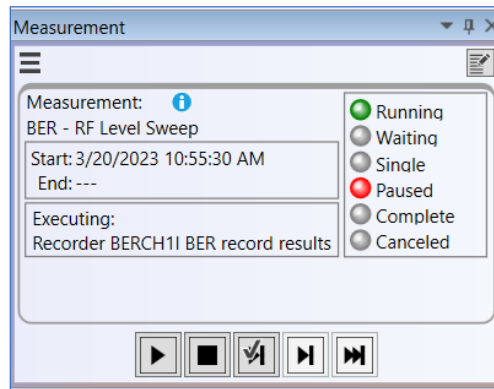 Measurement
Measurement:
BER - RF Level Sweep
Start: 3/20/2023 10:55:30 AM
End: ---
Executing:
Recorder BERCH1I BER record results
Running
Waiting
Single
Paused
Complete
Canceled